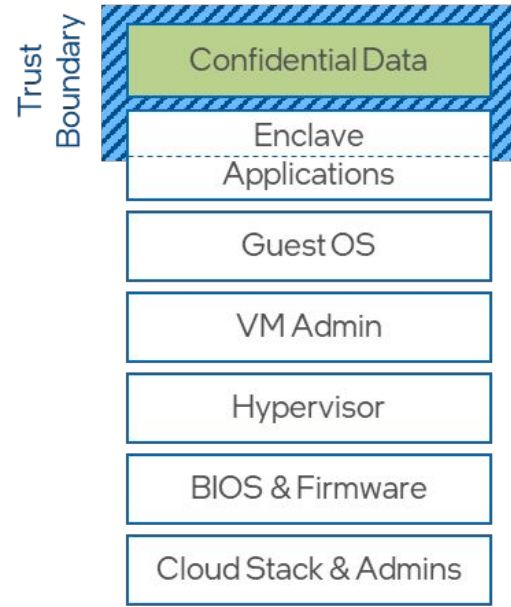 Trust
Boundary
Confidential Data
Enclave
Applications
Guest OS
VM Admin
Hypervisor
BIOS & Firmware
Cloud Stack & Admins